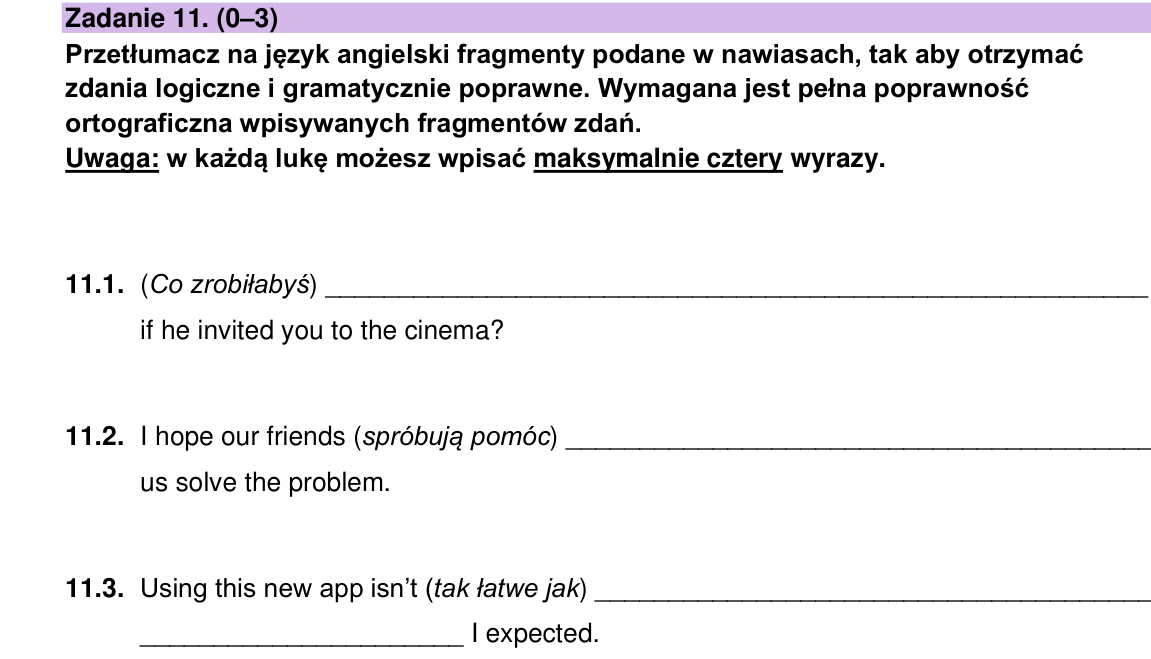 Zadanie 11. (0–3)
Przetłumacz na język angielski fragmenty podane w nawiasach, tak aby otrzymać
zdania logiczne i gramatycznie poprawne. Wymagana jest pełna poprawność
ortograficzna wpisywanych fragmentów zdań.
Uwaga: w każdą lukę możesz wpisać maksymalnie cztery wyrazy.
11.1. (Co zrobiłabyś) ______________________________________________________________
if he invited you to the cinema?
11.2. I hope our friends (spróbują pomóc) ____________________________________________
us solve the problem.
11.3. Using this new app isn’t (tak łatwe jak) __________________________________________
________________________ I expected.